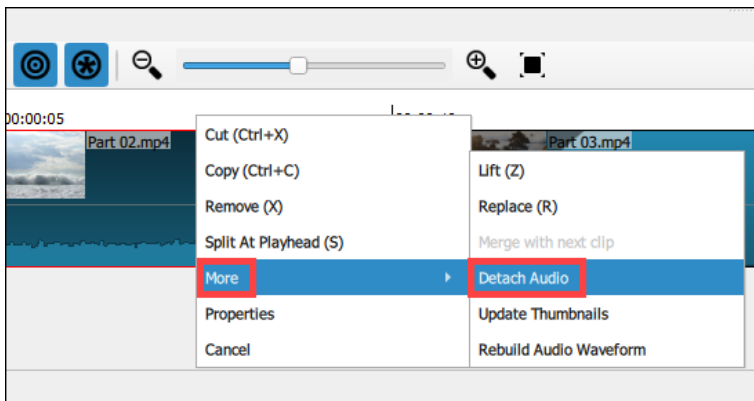 00:00:05
Part 02.mp4
Part 03.mp4
Cut (Ctrl+X)
Copy (Ctrl+C)
Remove (X)
Split At Playhead (S)
More
Properties
Cancel
Lift (Z)
Replace (R)
Merge with next clip
Detach Audio
Update Thumbnails
Rebuild Audio Waveform